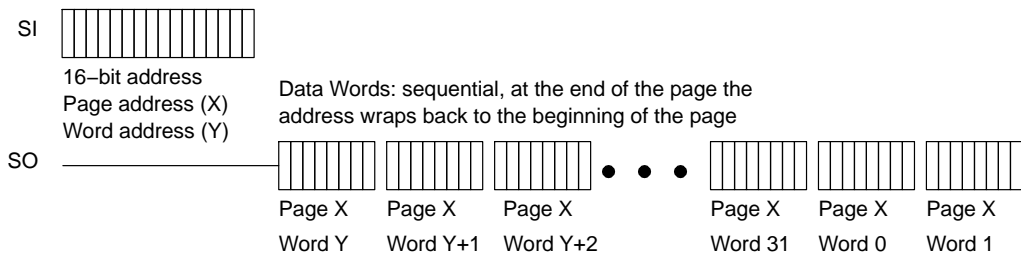 SI
16−bit address
Page address (X)
Word address (Y)
Data Words: sequential, at the end of the page the
address wraps back to the beginning of the page
SO
Page X Page X Page X Page X Page X Page X
Word Y Word Y+1 Word Y+2 Word 31 Word 0 Word 1